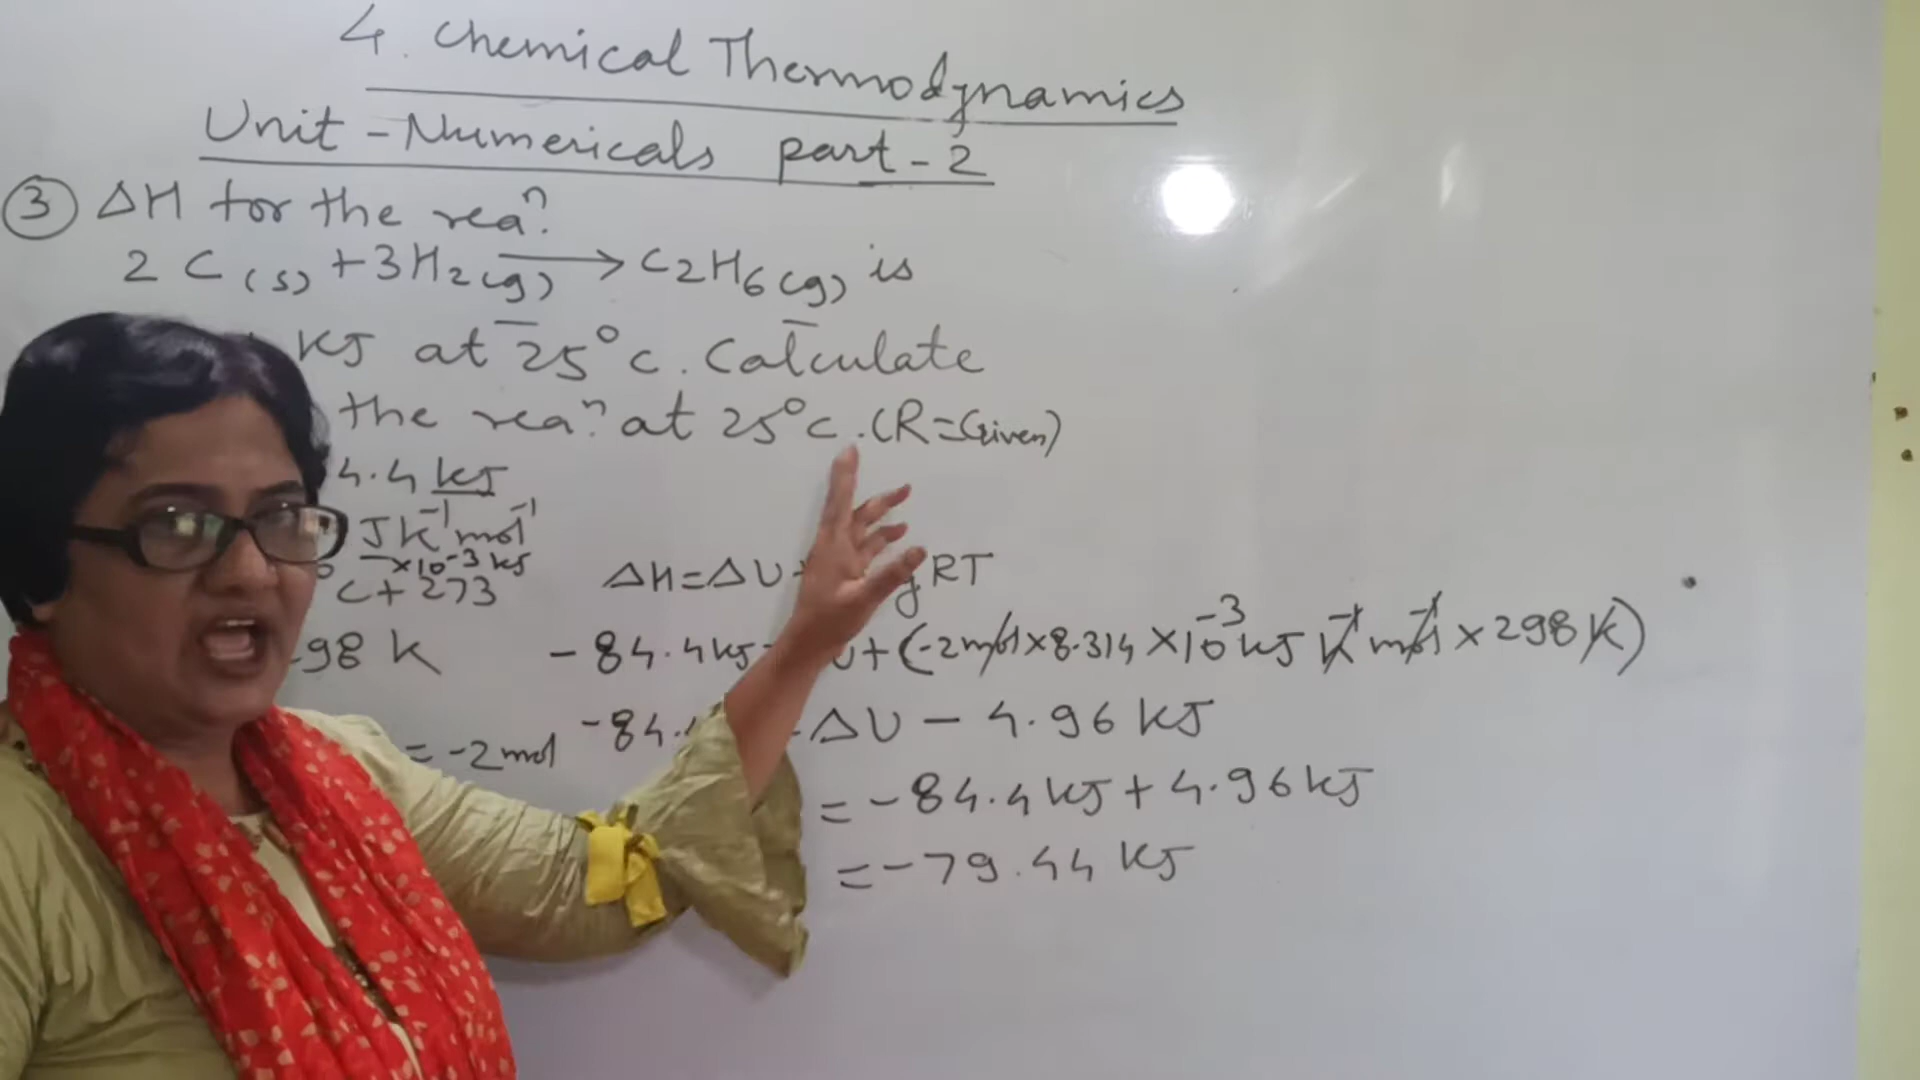 4. Chemical Thermodynamics
Unit - Numericals part - 2
③ ΔH for the reaⁿ.
2 C(s) + 3H₂(g) ⟶ C₂H₆(g) is
KJ at 25°c. Calculate
the reaⁿ. at 25°c. (R=Given)
4.4 kJ
J K⁻¹ mol⁻¹
×10⁻³ kJ
°C + 273
98 K
= -2 mol
ΔH = ΔU + g RT
-84.4 kJ = U + (-2 mol × 8.314 × 10⁻³ kJ K⁻¹ mol⁻¹ × 298 K)
-84. ΔU - 4.96 kJ
= -84.4 kJ + 4.96 kJ
= -79.44 kJ